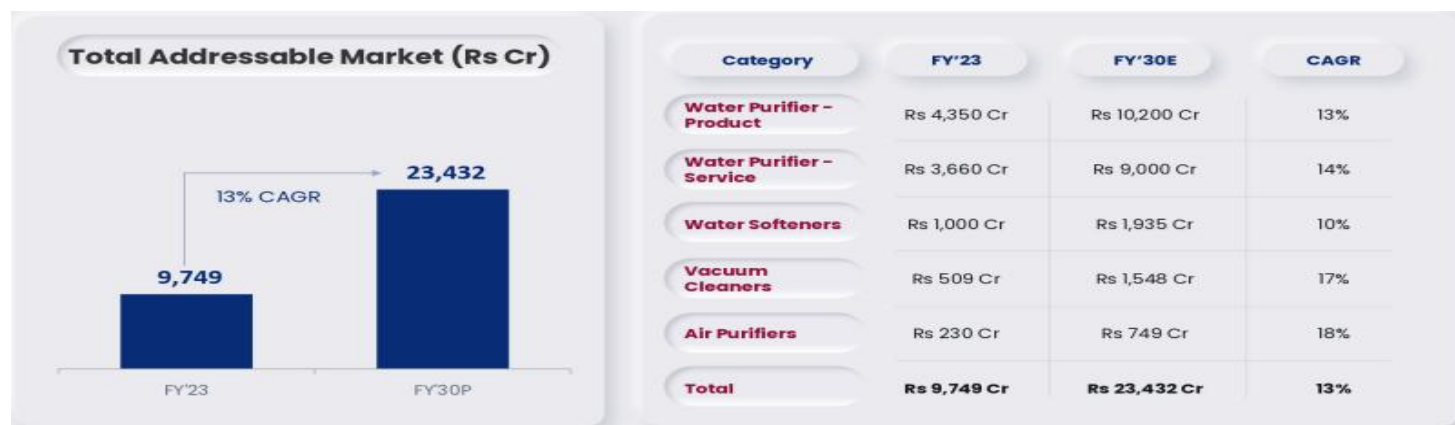 Total Addressable Market (Rs Cr)
23,432
13% CAGR
9,749
FY'23 FY'30P
Category FY'23 FY'30E CAGR
Water Purifier –
Product Rs 4,350 Cr Rs 10,200 Cr 13%
Water Purifier –
Service Rs 3,660 Cr Rs 9,000 Cr 14%
Water Softeners Rs 1,000 Cr Rs 1,935 Cr 10%
Vacuum
Cleaners Rs 509 Cr Rs 1,548 Cr 17%
Air Purifiers Rs 230 Cr Rs 749 Cr 18%
Total Rs 9,749 Cr Rs 23,432 Cr 13%